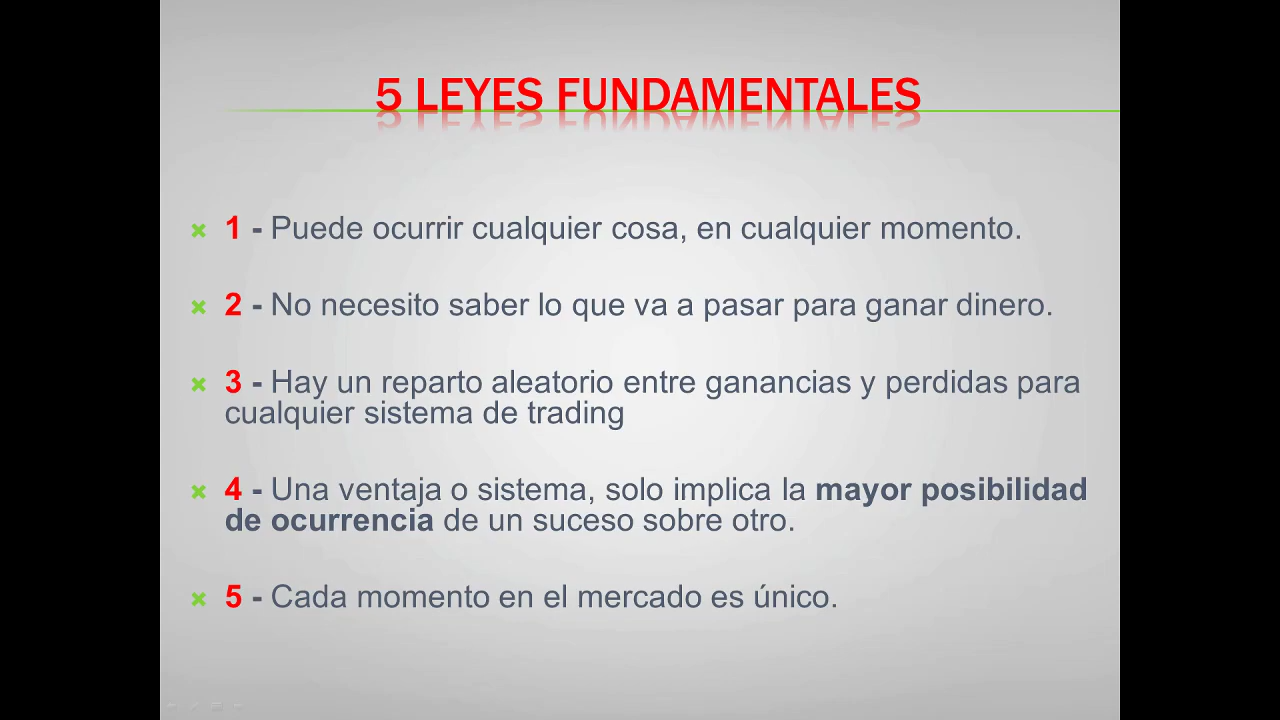 5 LEYES FUNDAMENTALES
1 - Puede ocurrir cualquier cosa, en cualquier momento.
2 - No necesito saber lo que va a pasar para ganar dinero.
3 - Hay un reparto aleatorio entre ganancias y perdidas para
cualquier sistema de trading
4 - Una ventaja o sistema, solo implica la mayor posibilidad
de ocurrencia de un suceso sobre otro.
5 - Cada momento en el mercado es único.